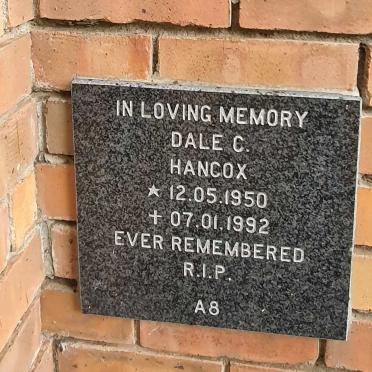 IN LOVING MEMORY
DALE C.
HANCOX
★ 12.05.1950
✝ 07.01.1992
EVER REMEMBERED
R.I.P.
A8